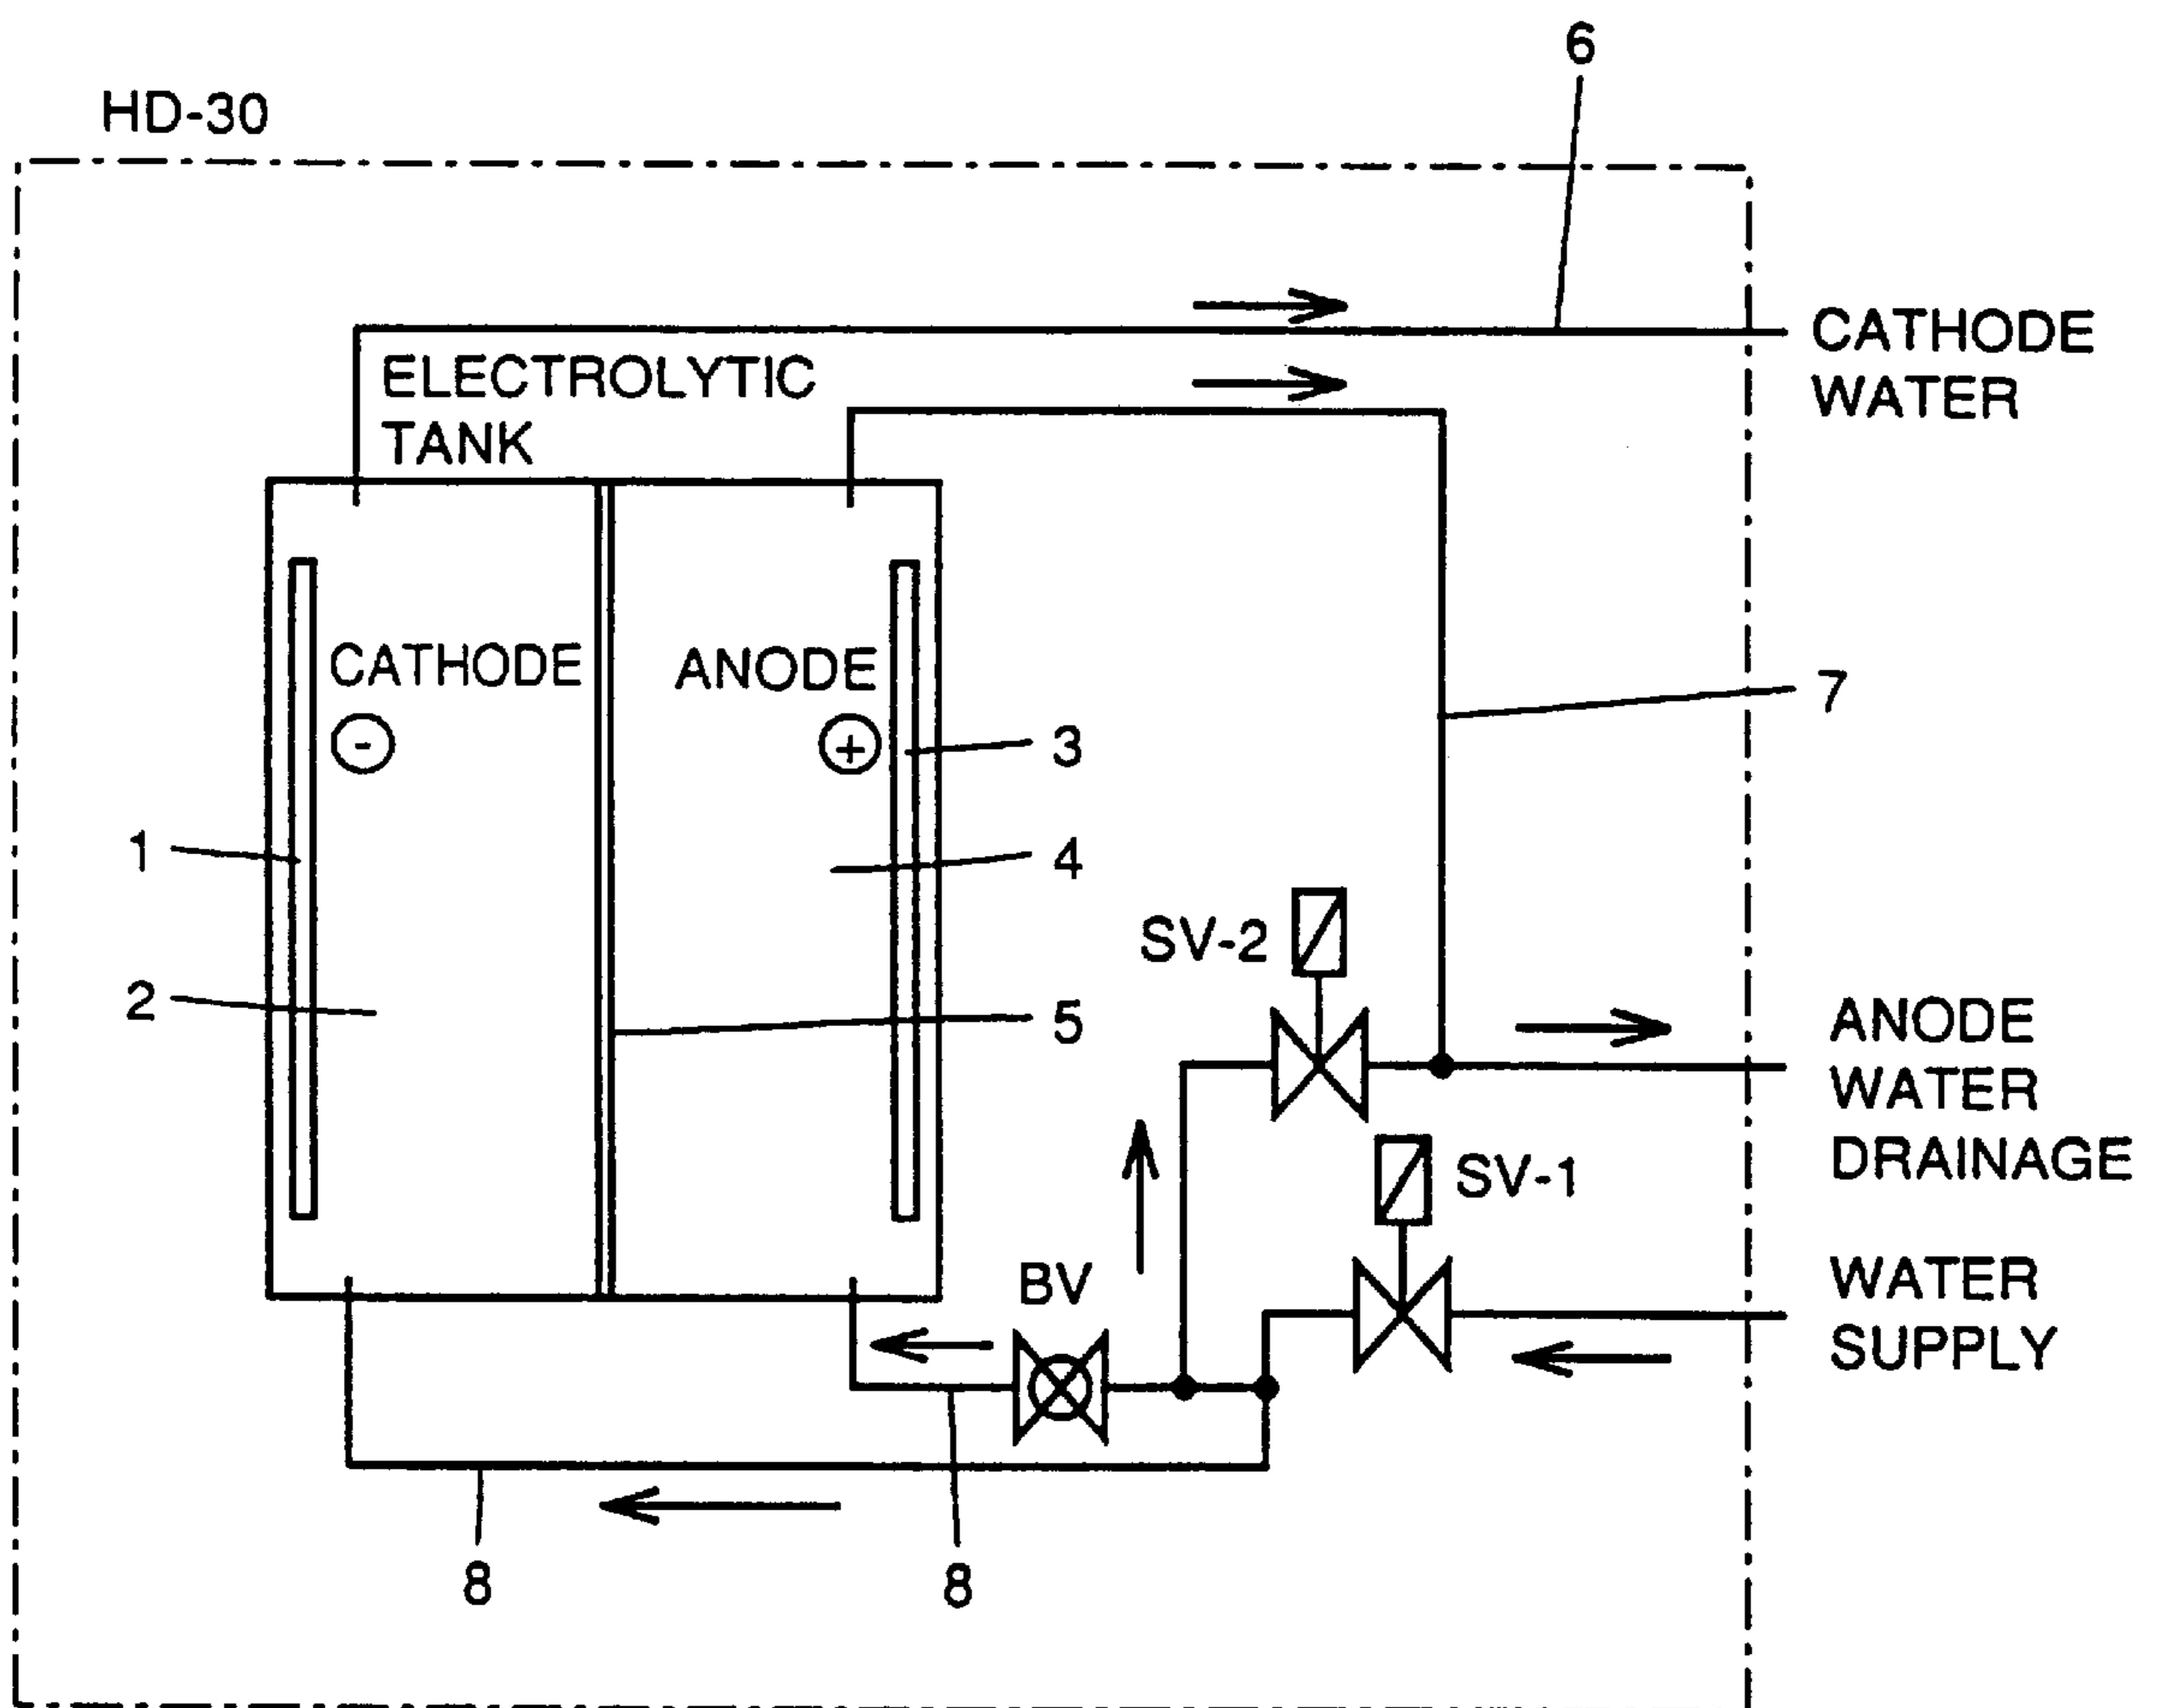 6
HD-30
CATHODE
WATER
ELECTROLYTIC
TANK
CATHODE
ANODE
-
+
7
3
1
4
SV-2
2
5
ANODE
WATER
DRAINAGE
SV-1
BV
WATER
SUPPLY
8
8